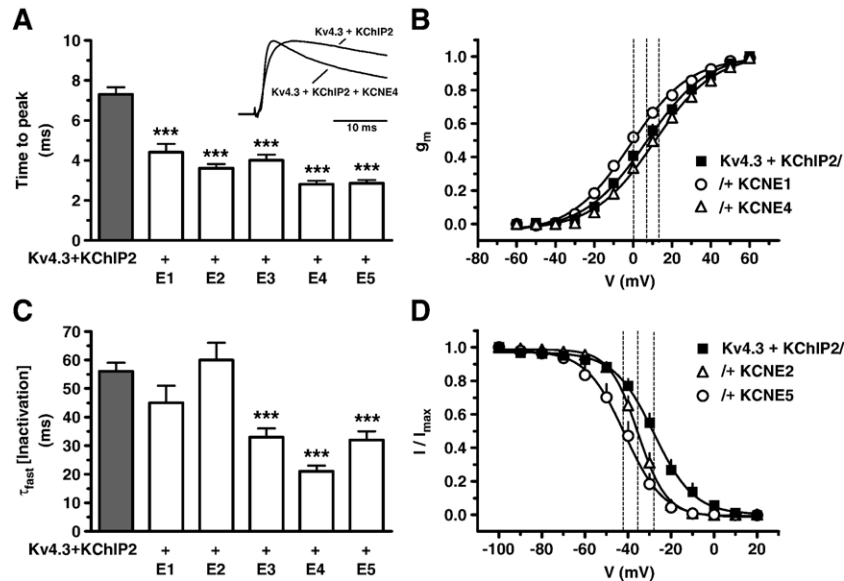 A
Time to peak
(ms)
10
8
6
4
2
0
***
***
***
***
***
Kv4.3 + KChIP2
Kv4.3 + KChIP2 + KCNE4
10 ms
Kv4.3+KChIP2 + + + + +
E1 E2 E3 E4 E5
B
gm
1.0
0.8
0.6
0.4
0.2
0.0
Kv4.3 + KChIP2/
/+ KCNE1
/+ KCNE4
-80 -60 -40 -20 0 20 40 60
V (mV)
C
τfast [Inactivation]
(ms)
70
60
50
40
30
20
10
0
***
***
***
Kv4.3+KChIP2 + + + + +
E1 E2 E3 E4 E5
D
I / Imax
1.0
0.8
0.6
0.4
0.2
0.0
Kv4.3 + KChIP2/
/+ KCNE2
/+ KCNE5
-100 -80 -60 -40 -20 0 20
V (mV)